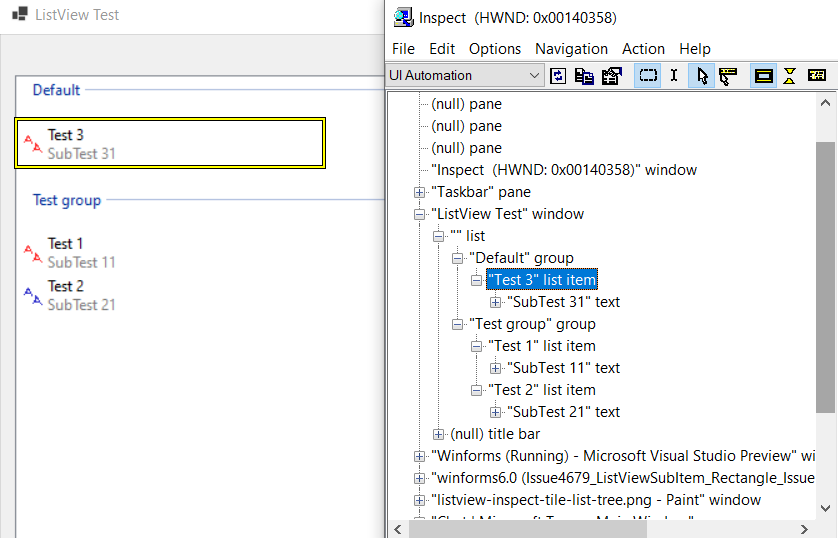 ListView Test
Default
Test 3
SubTest 31
Test group
Test 1
SubTest 11
Test 2
SubTest 21
Inspect (HWND: 0x00140358)
File Edit Options Navigation Action Help
UI Automation
(null) pane
(null) pane
(null) pane
"Inspect (HWND: 0x00140358)" window
"Taskbar" pane
"ListView Test" window
"" list
"Default" group
"Test 3" list item
"SubTest 31" text
"Test group" group
"Test 1" list item
"SubTest 11" text
"Test 2" list item
"SubTest 21" text
(null) title bar
"Winforms (Running) - Microsoft Visual Studio Preview" wi
"winforms6.0 (Issue4679_ListViewSubItem_Rectangle_Issue
"listview-inspect-tile-list-tree.png - Paint" window